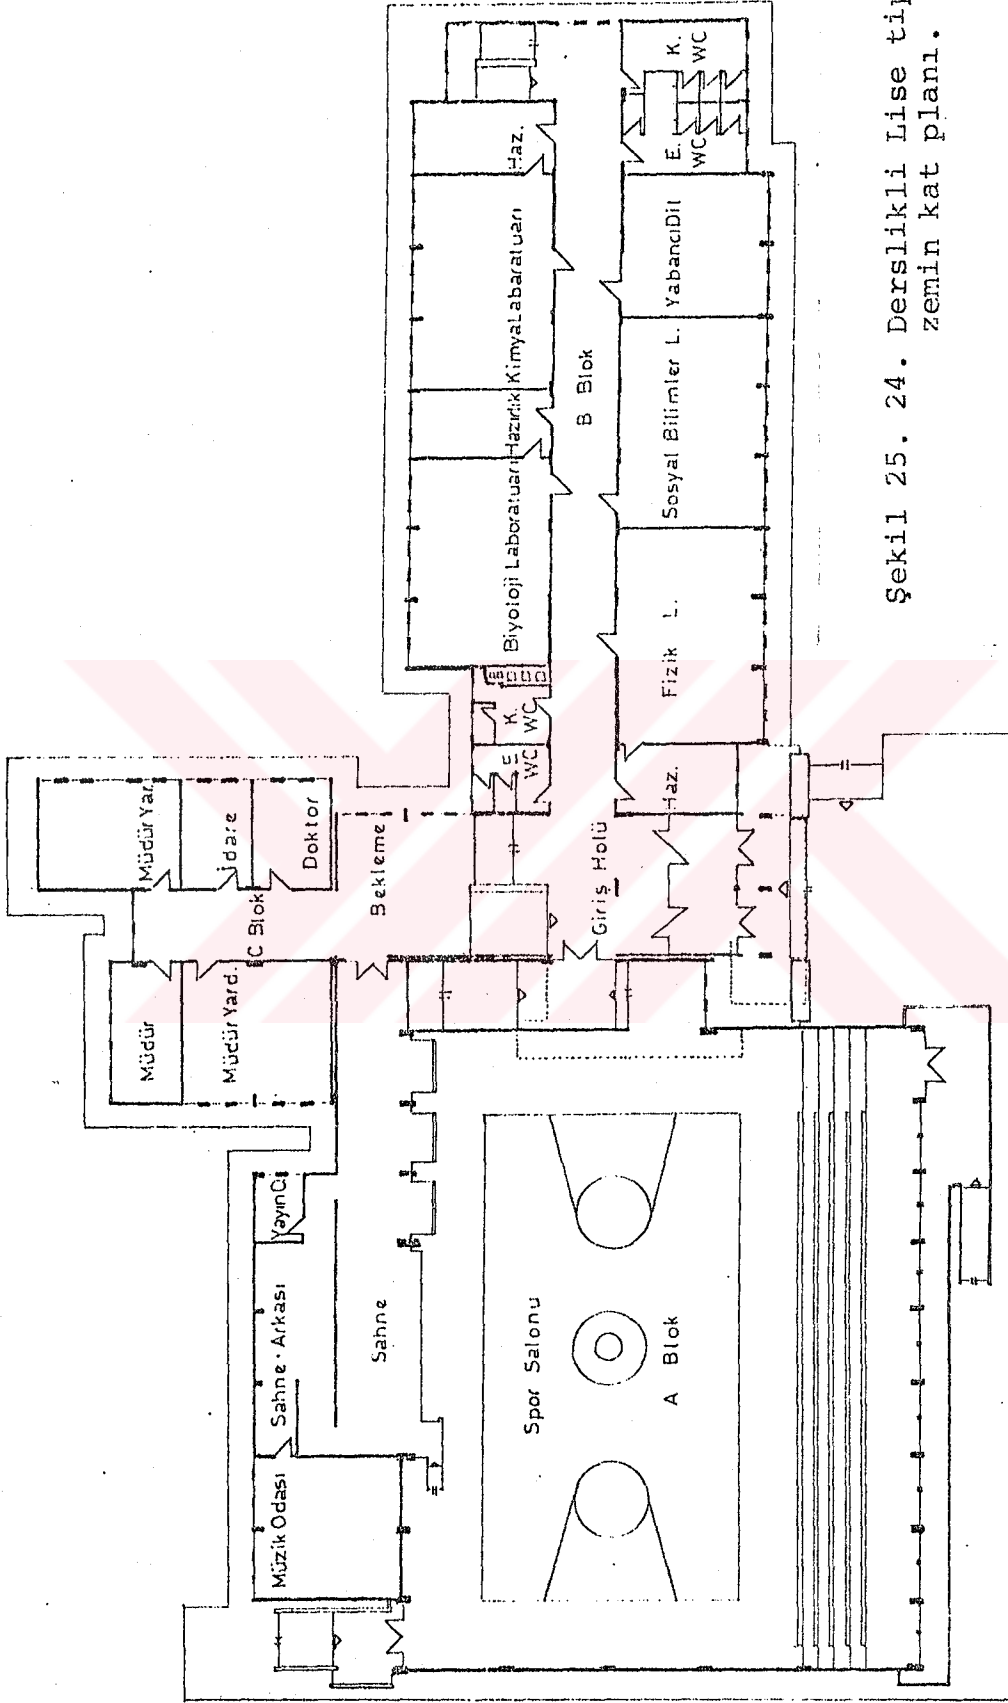 Müdür Yar.
İdare
Doktor
C Blok
Bekleme
Müdür
Müdür Yard.
Haz.
Kimya Labaratuarı
Hazırlık
Biyoloji Laboratuarı
K.
WC
E.
WC
B Blok
Yabancı Dil
Sosyal Bilimler L.
Fizik L.
Haz.
K.
WC
E.
WC
Giriş Holü
Yayın O.
Sahne Arkası
Müzik Odası
Sahne
Spor Salonu
A Blok
Şekil 25. 24. Derslikli Lise
zemin kat planı.